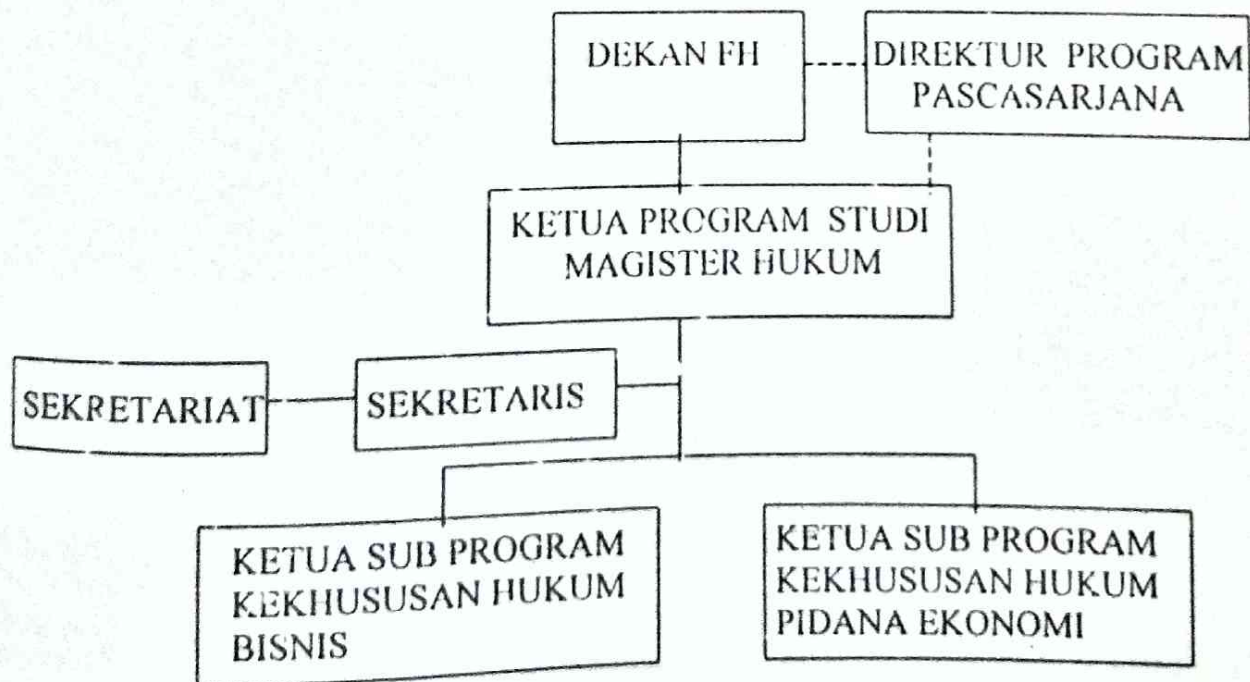 DEKAN FH
DIREKTUR PROGRAM
PASCASARJANA
KETUA PROGRAM STUDI
MAGISTER HUKUM
SEKRETARIAT
SEKRETARIS
KETUA SUB PROGRAM
KEKHUSUSAN HUKUM
BISNIS
KETUA SUB PROGRAM
KEKHUSUSAN HUKUM
PIDANA EKONOMI